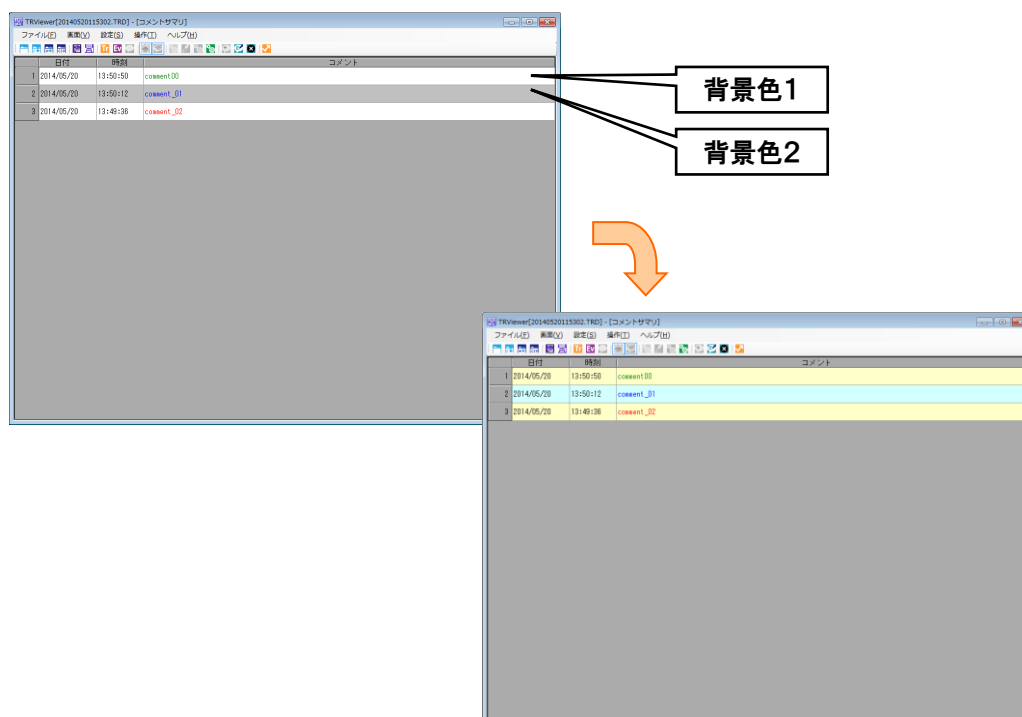 TRViewer[20140520115302.TRD] - [コメントサマリ]
ファイル(F) 画面(V) 設定(S) 操作(T) ヘルプ(H)
日付 時刻 コメント
1 2014/05/20 13:50:50 comment00
2 2014/05/20 13:50:12 comment_01
3 2014/05/20 13:49:36 comment_02
背景色1
背景色2
TRViewer[20140520115302.TRD] - [コメントサマリ]
ファイル(F) 画面(V) 設定(S) 操作(T) ヘルプ(H)
日付 時刻 コメント
1 2014/05/20 13:50:50 comment00
2 2014/05/20 13:50:12 comment_01
3 2014/05/20 13:49:36 comment_02